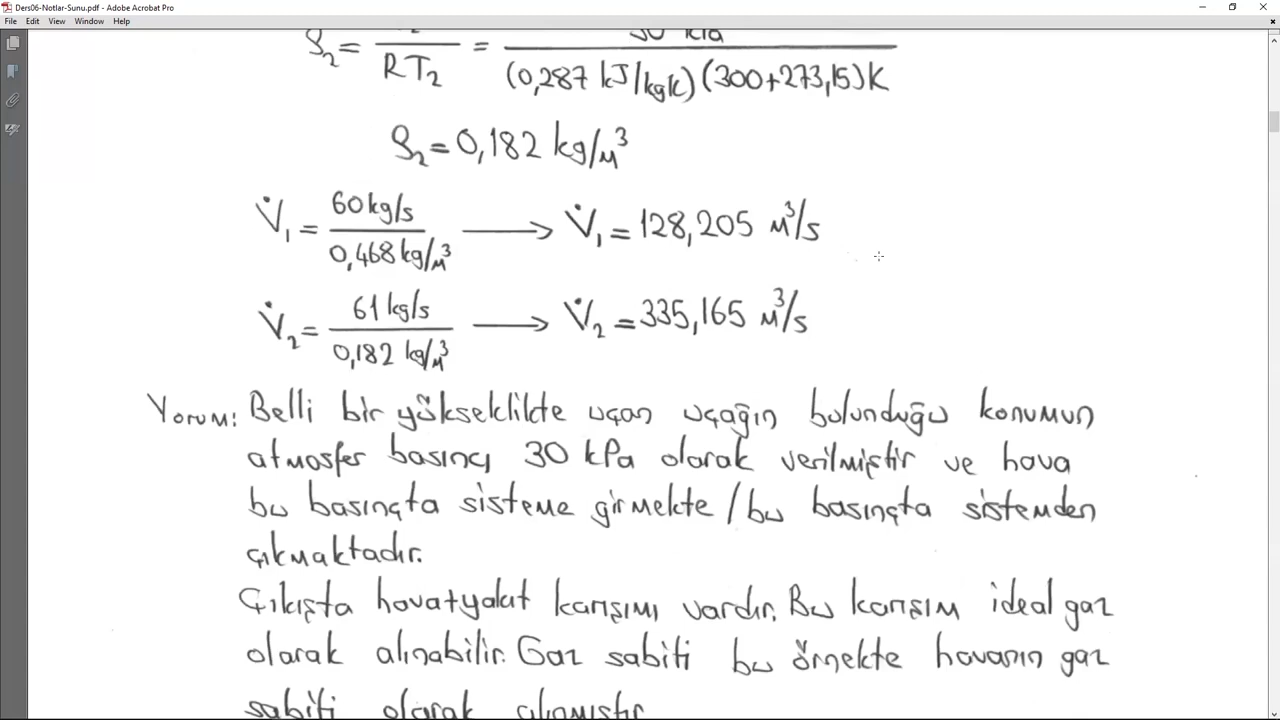 Ders06-Notlar-Sunu.pdf - Adobe Acrobat Pro
File Edit View Window Help
ρ₂ = / RT₂ = 30 kPa / (0,287 kJ/kgK)(300+273,15)K
ρ₂ = 0,182 kg/m³
V̇₁ = 60 kg/s / 0,468 kg/m³ → V̇₁ = 128,205 m³/s
V̇₂ = 61 kg/s / 0,182 kg/m³ → V̇₂ = 335,165 m³/s
Yorum: Belli bir yükseklikte uçan uçağın bulunduğu konumun
atmosfer basıncı 30 kPa olarak verilmiştir ve hava
bu basınçta sisteme girmekte/bu basınçta sistemden
çıkmaktadır.
Çıkışta hava+yakıt karışımı vardır. Bu karışım ideal gaz
olarak alınabilir. Gaz sabiti bu örnekte havanın gaz
sabiti olarak alınmıştır.